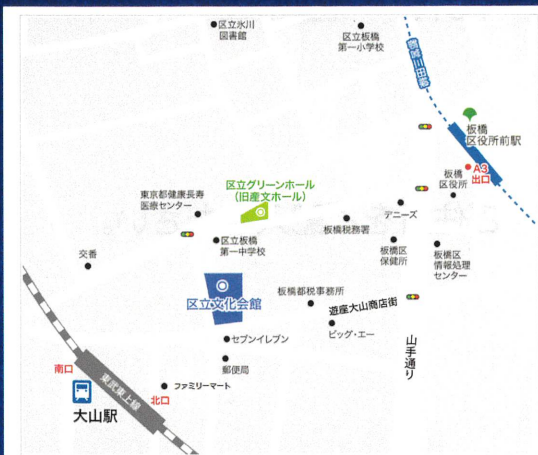 区立氷川
図書館
区立板橋
第一小学校
都営三田線
板橋
区役所前駅
A3
出口
板橋
区役所
区立グリーンホール
(旧産文ホール)
東京都健康長寿
医療センター
デニーズ
板橋税務署
区立板橋
第一中学校
板橋区
保健所
板橋区
情報処理
センター
交番
区立文化会館
板橋都税事務所
遊座大山商店街
ビッグ・エー
セブンイレブン
郵便局
山手通り
南口
東武東上線
ファミリーマート
北口
大山駅